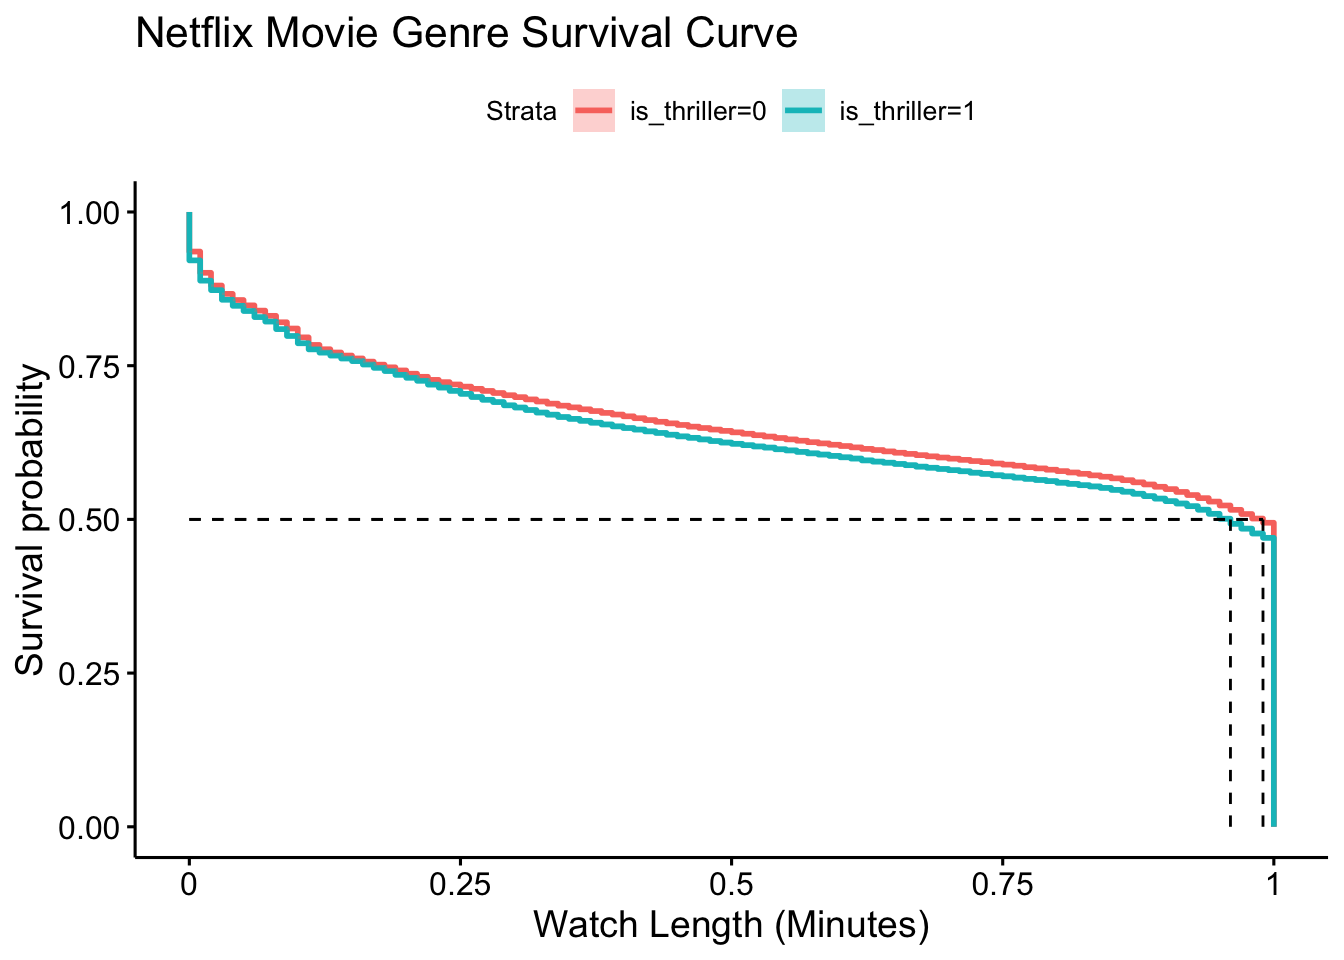 Netflix Movie Genre Survival Curve
Strata is_thriller=0 is_thriller=1
Survival probability
1.00
0.75
0.50
0.25
0.00
0 0.25 0.5 0.75 1
Watch Length (Minutes)